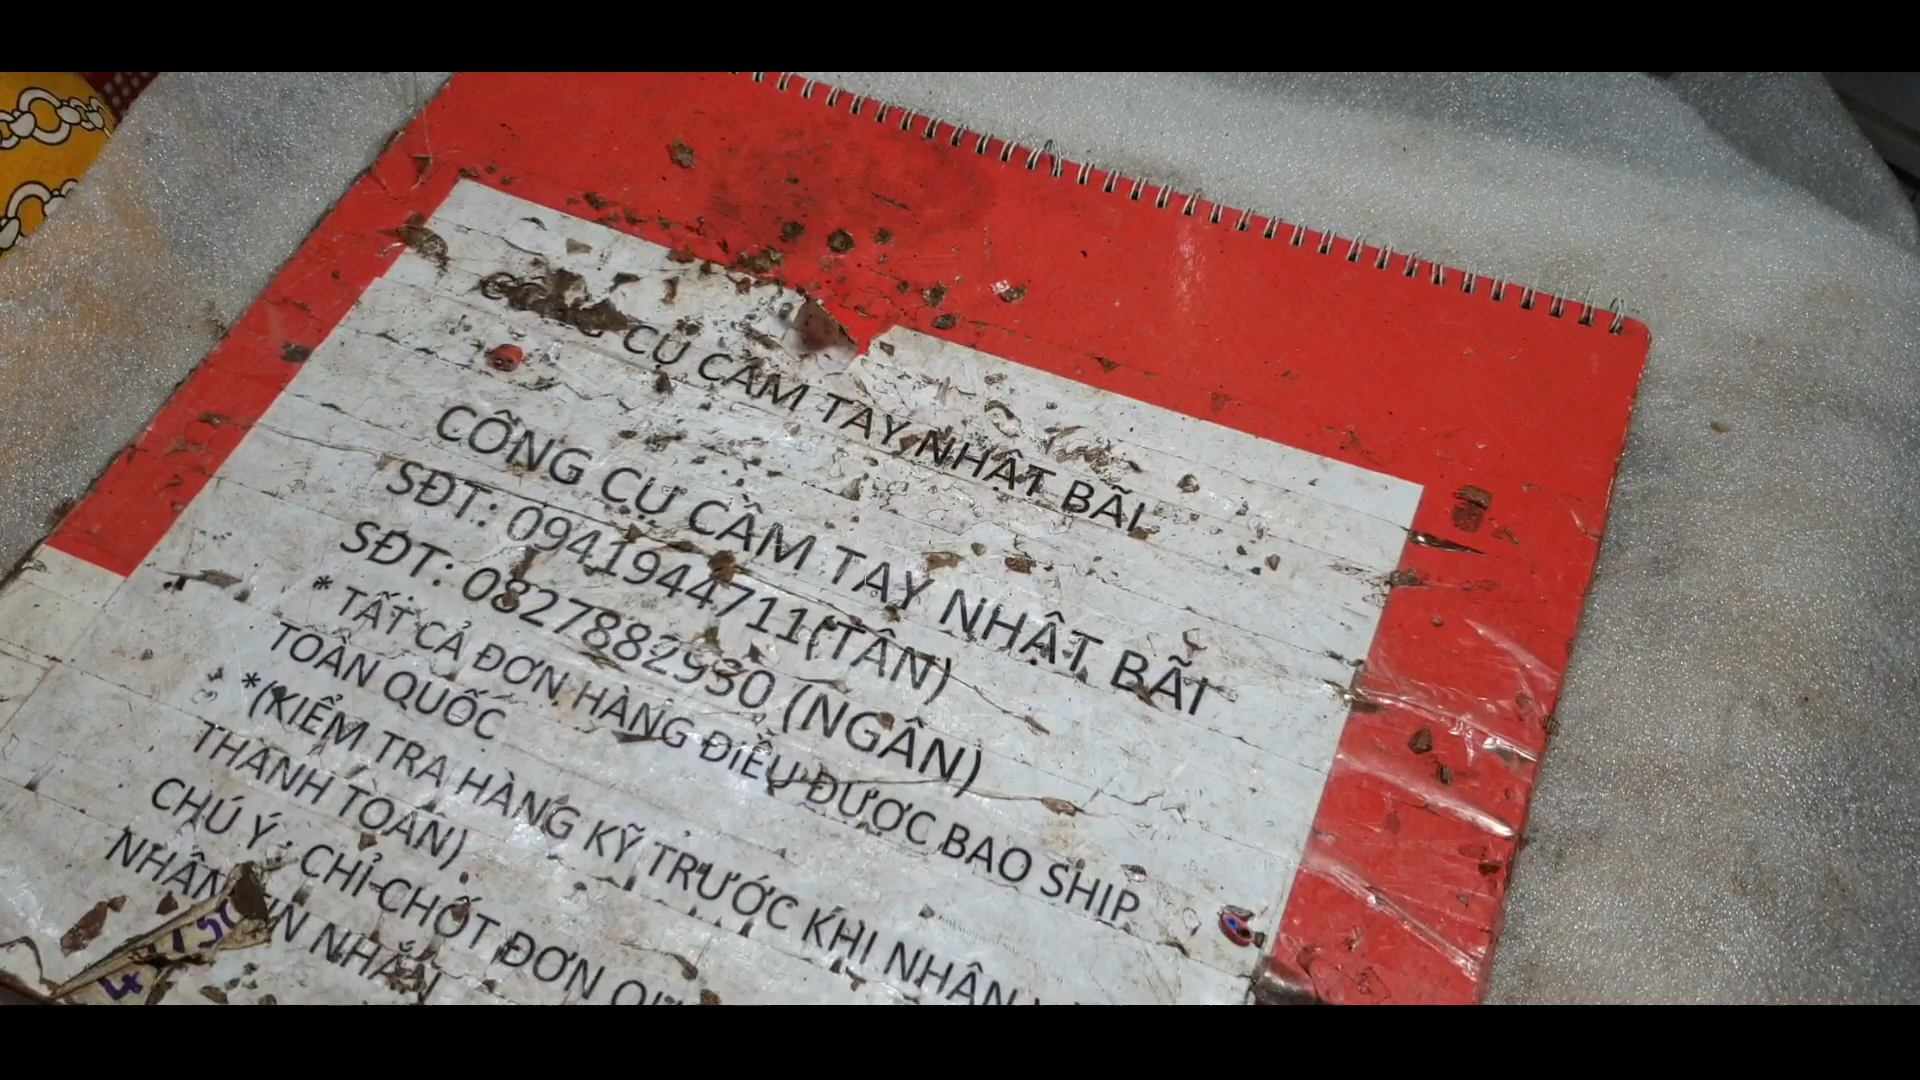 CỤ CẦM TAY NHẬT BÃI
CÔNG CỤ CẦM TAY NHẬT BÃI
SĐT: 0941944711(TÂN)
SĐT: 0827882930 (NGÂN)
* TẤT CẢ ĐƠN HÀNG ĐIỀU ĐƯỢC BAO SHIP
TOÀN QUỐC
*(KIỂM TRA HÀNG KỸ TRƯỚC KHI NHẬN
THANH TOÁN)
CHÚ Ý : CHỈ CHỐT ĐƠN
NHẮN